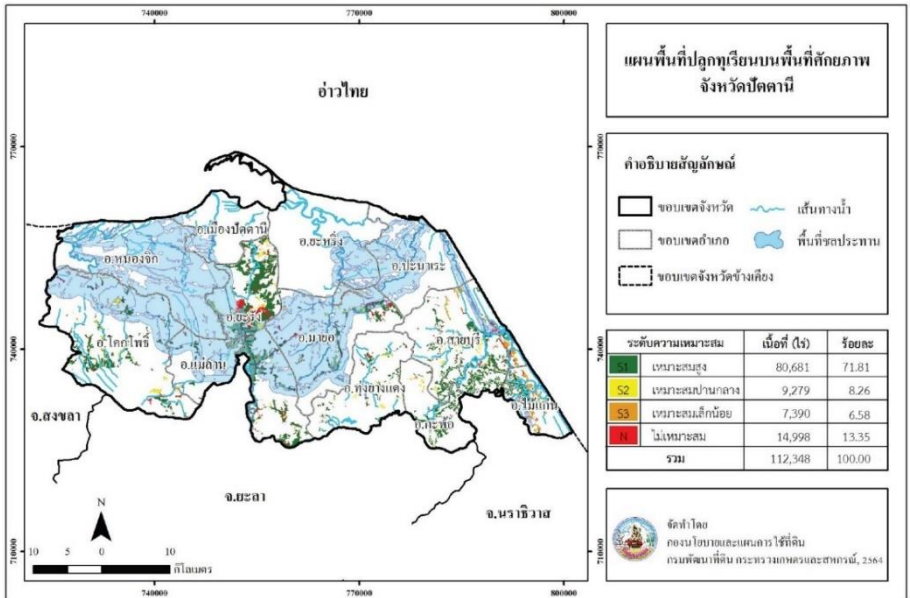 แผนพื้นที่ปลูกทุเรียนบนพื้นที่ศักยภาพ
จังหวัดปัตตานี
คำอธิบายสัญลักษณ์
ขอบเขตจังหวัด
เส้นทางน้ำ
ขอบเขตอำเภอ
พื้นที่ชลประทาน
ขอบเขตจังหวัดข้างเคียง
ระดับความเหมาะสม เนื้อที่ (ไร่) ร้อยละ
S1 เหมาะสมสูง 80,681 71.81
S2 เหมาะสมปานกลาง 9,279 8.26
S3 เหมาะสมเล็กน้อย 7,390 6.58
N ไม่เหมาะสม 14,998 13.35
รวม 112,348 100.00
จัดทำโดย
กองนโยบายและแผนการใช้ที่ดิน
กรมพัฒนาที่ดิน กระทรวงเกษตรและสหกรณ์, 2564
740000 770000 800000
770000 770000
740000 740000
710000 710000
740000 770000 800000
อ่าวไทย
อ.เมืองปัตตานี
อ.ยะหริ่ง
อ.หนองจิก
อ.ปะนาเระ
อ.ยะรัง
อ.มายอ
อ.สายบุรี
อ.โคกโพธิ์
อ.แม่ลาน
อ.ทุ่งยางแดง
อ.ไม้แก่น
อ.กะพ้อ
จ.สงขลา
จ.ยะลา
จ.นราธิวาส
N
10 5 0 10
กิโลเมตร